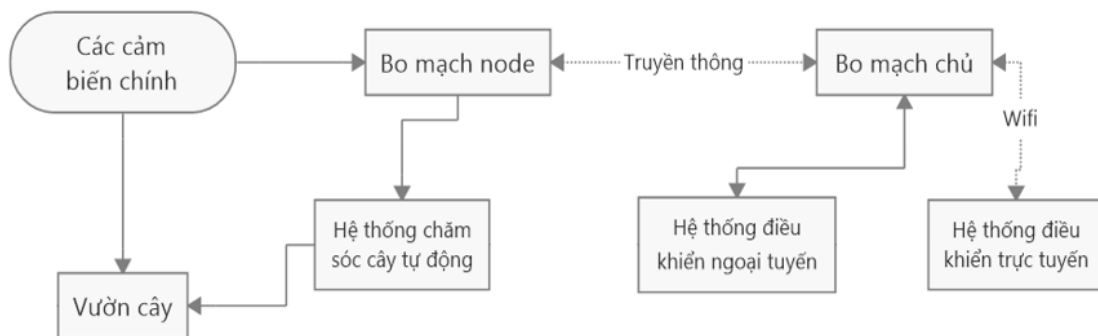 Các cảm
biến chính
Bo mạch node
Truyền thông
Bo mạch chủ
Wifi
Hệ thống chăm
sóc cây tự động
Hệ thống điều
khiển ngoại tuyến
Hệ thống điều
khiển trực tuyến
Vườn cây